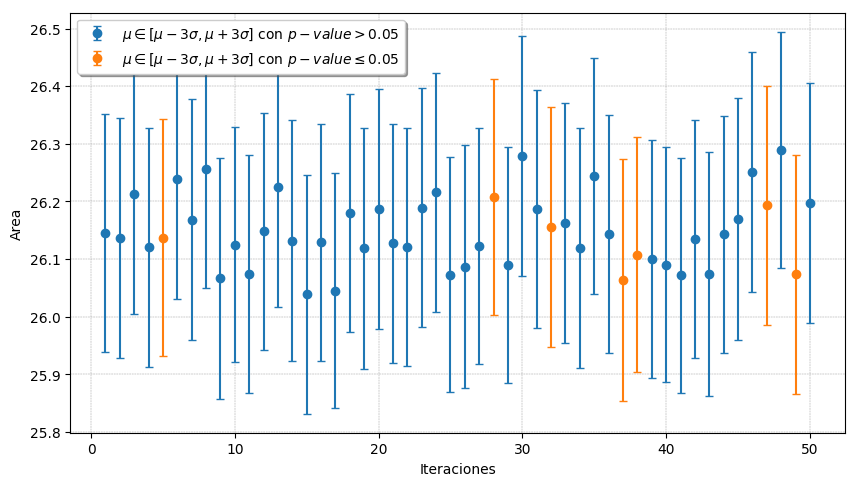 μ ∈ [μ − 3σ, μ + 3σ] con p − value > 0.05
μ ∈ [μ − 3σ, μ + 3σ] con p − value ≤ 0.05
26.5
26.4
26.3
26.2
26.1
26.0
25.9
25.8
Area
0 10 20 30 40 50
Iteraciones